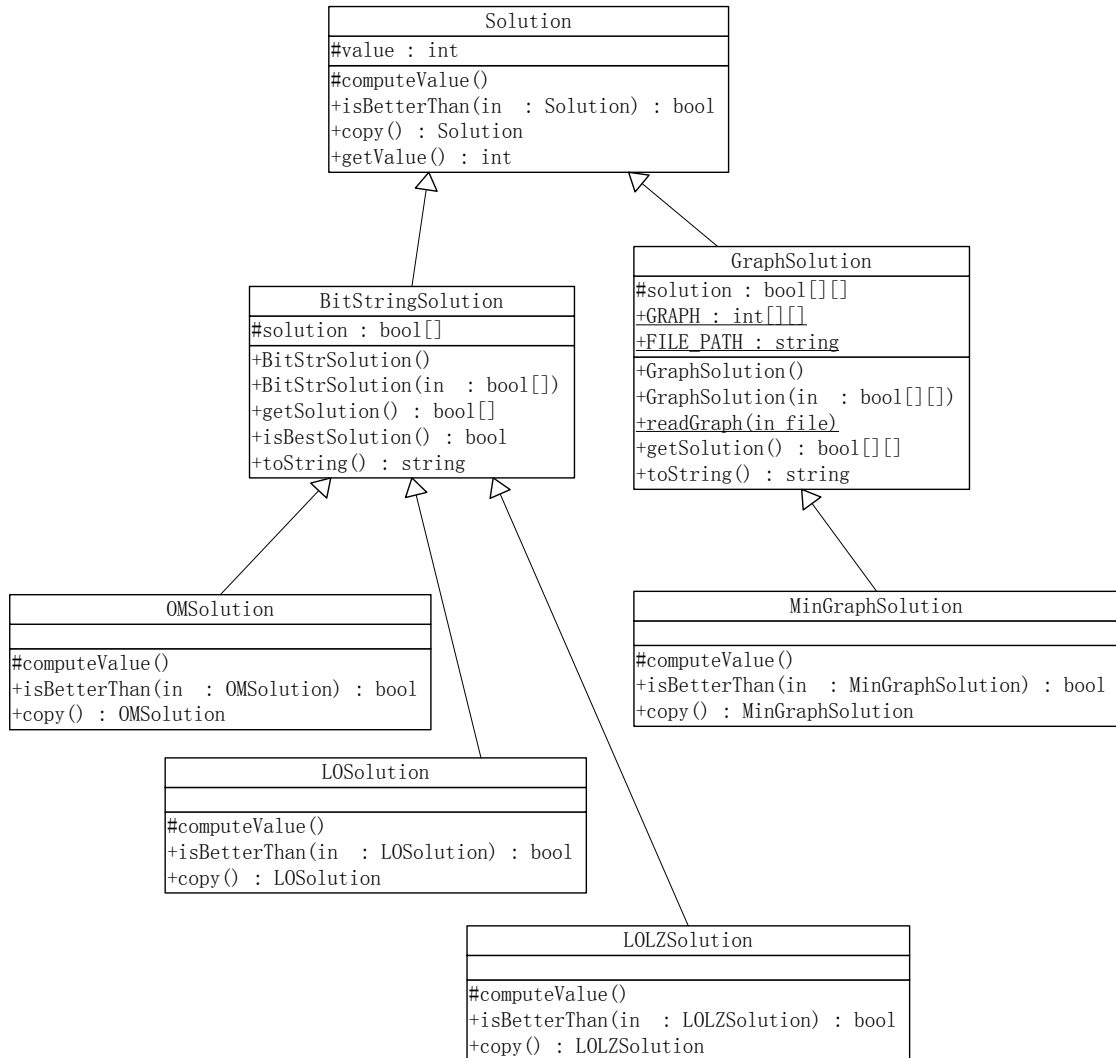 Solution
#value : int
#computeValue()
+isBetterThan(in  : Solution) : bool
+copy() : Solution
+getValue() : int
GraphSolution
#solution : bool[][]
+GRAPH : int[][]
+FILE_PATH : string
+GraphSolution()
+GraphSolution(in  : bool[][])
+readGraph(in file)
+getSolution() : bool[][]
+toString() : string
BitStringSolution
#solution : bool[]
+BitStrSolution()
+BitStrSolution(in  : bool[])
+getSolution() : bool[]
+isBestSolution() : bool
+toString() : string
OMSolution
#computeValue()
+isBetterThan(in  : OMSolution) : bool
+copy() : OMSolution
MinGraphSolution
#computeValue()
+isBetterThan(in  : MinGraphSolution) : bool
+copy() : MinGraphSolution
LOSolution
#computeValue()
+isBetterThan(in  : LOSolution) : bool
+copy() : LOSolution
LOLZSolution
#computeValue()
+isBetterThan(in  : LOLZSolution) : bool
+copy() : LOLZSolution